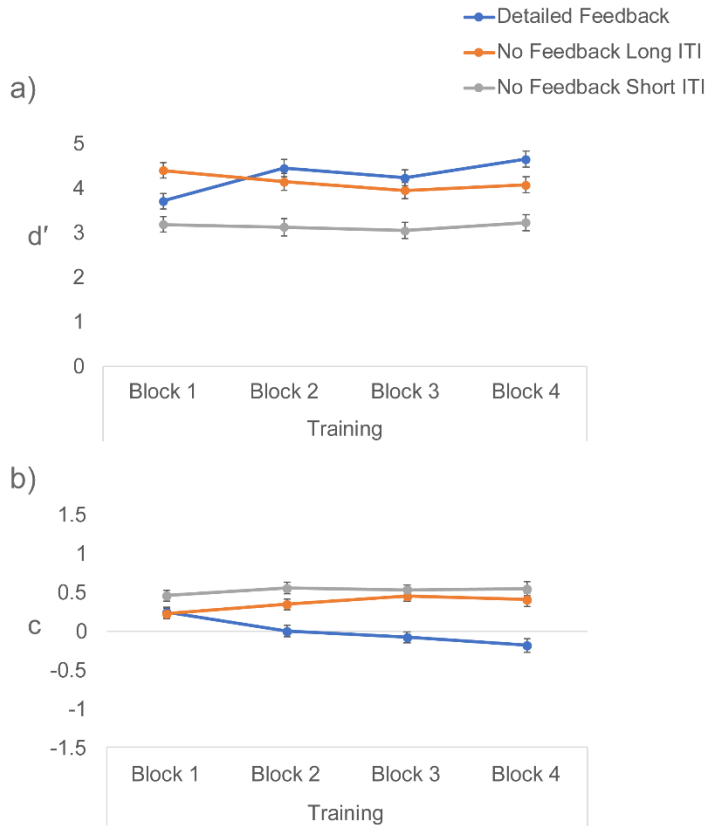 Detailed Feedback
No Feedback Long ITI
No Feedback Short ITI
a)
5
4
3
2
1
0
d′
Block 1 Block 2 Block 3 Block 4
Training
b)
1.5
1
0.5
0
-0.5
-1
-1.5
c
Block 1 Block 2 Block 3 Block 4
Training